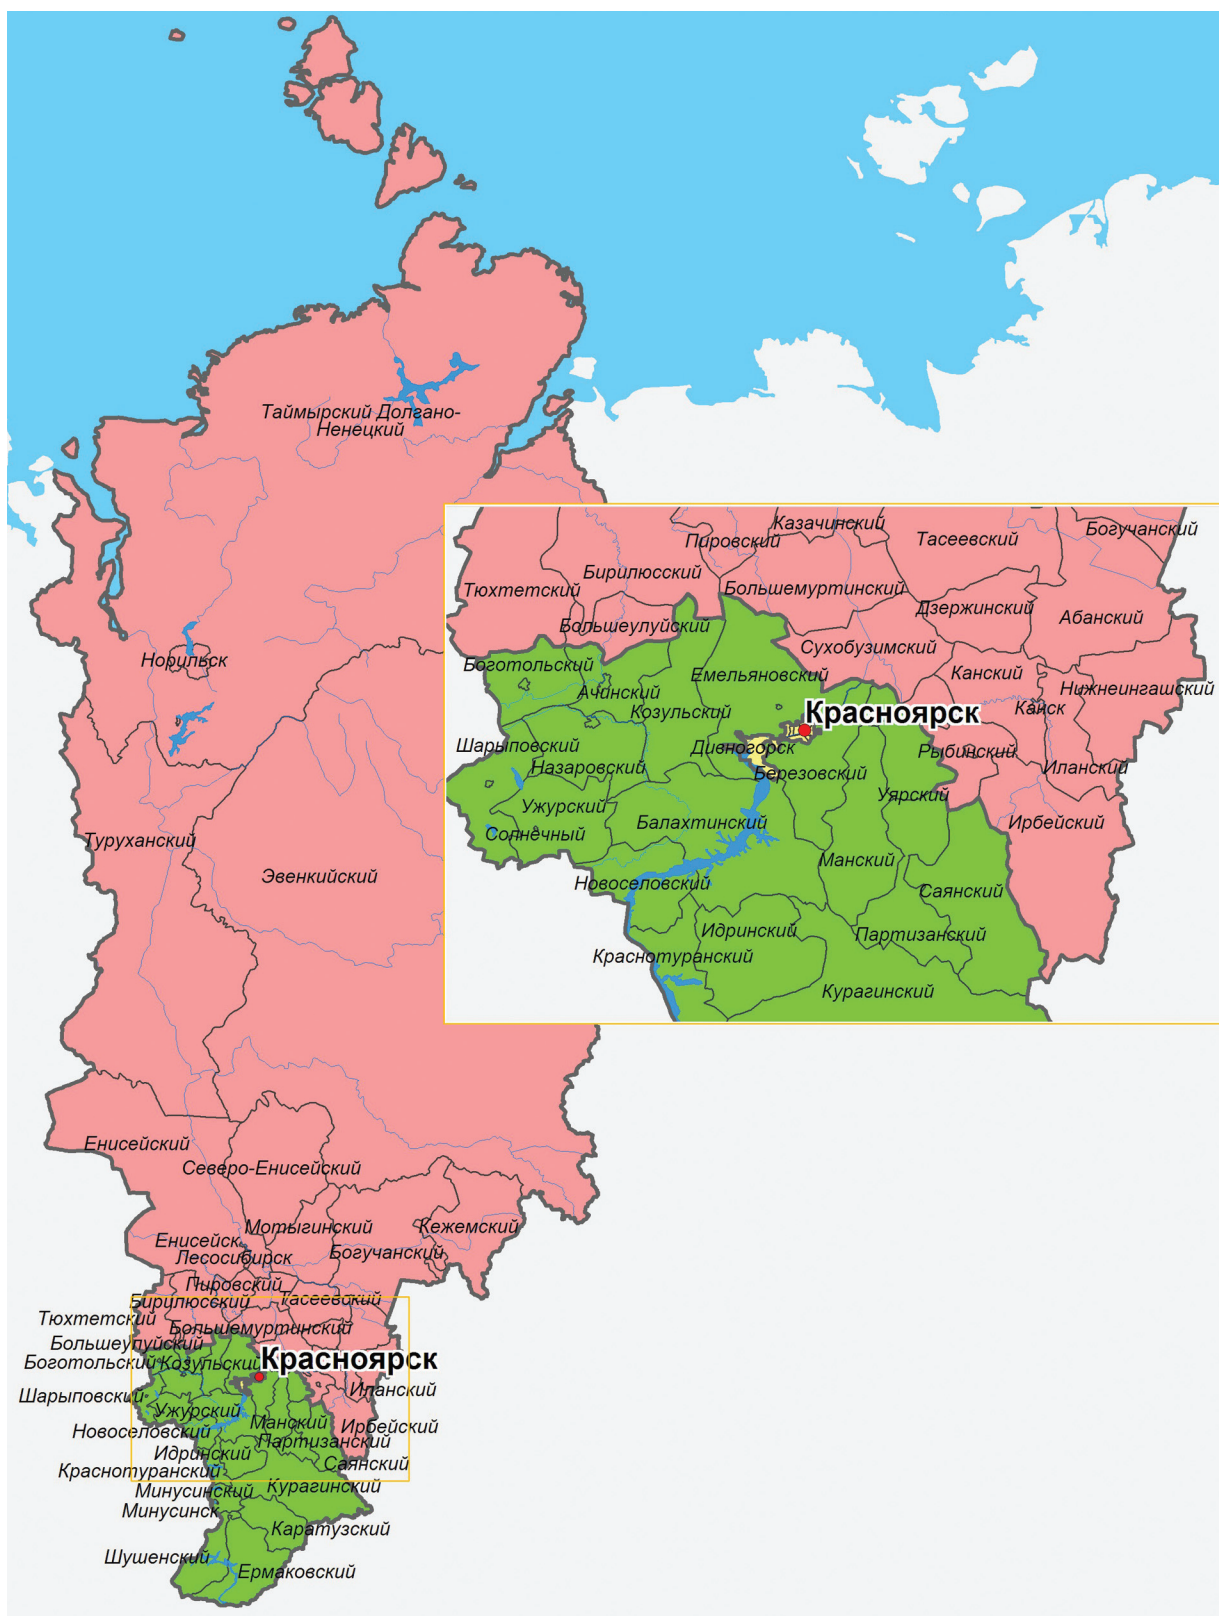 Таймырский Долгано-
Ненецкий
Норильск
Туруханский
Эвенкийский
Казачинский
Богучанский
Пировский
Тасеевский
Бирилюсский
Тюхтетский
Большемуртинский
Дзержинский
Абанский
Большеулуйский
Сухобузимский
Боготольский
Емельяновский
Канский
Нижнеингашский
Ачинский
Козульский
Канск
Красноярск
Шарыповский
Дивногорск
Рыбинский
Назаровский
Березовский
Иланский
Уярский
Ужурский
Балахтинский
Ирбейский
Солнечный
Манский
Новоселовский
Саянский
Идринский
Партизанский
Краснотуранский
Курагинский
Енисейский
Северо-Енисейский
Мотыгинский
Кежемский
Енисейск
Лесосибирск
Богучанский
Пировский
Бирилюсский
Тасеевский
Тюхтетский
Большемуртинский
Большеулуйский
Боготольский
Козульский
Красноярск
Шарыповский
Иланский
Ужурский
Новоселовский
Манский
Ирбейский
Партизанский
Идринский
Саянский
Краснотуранский
Минусинский
Курагинский
Минусинск
Каратузский
Шушенский
Ермаковский